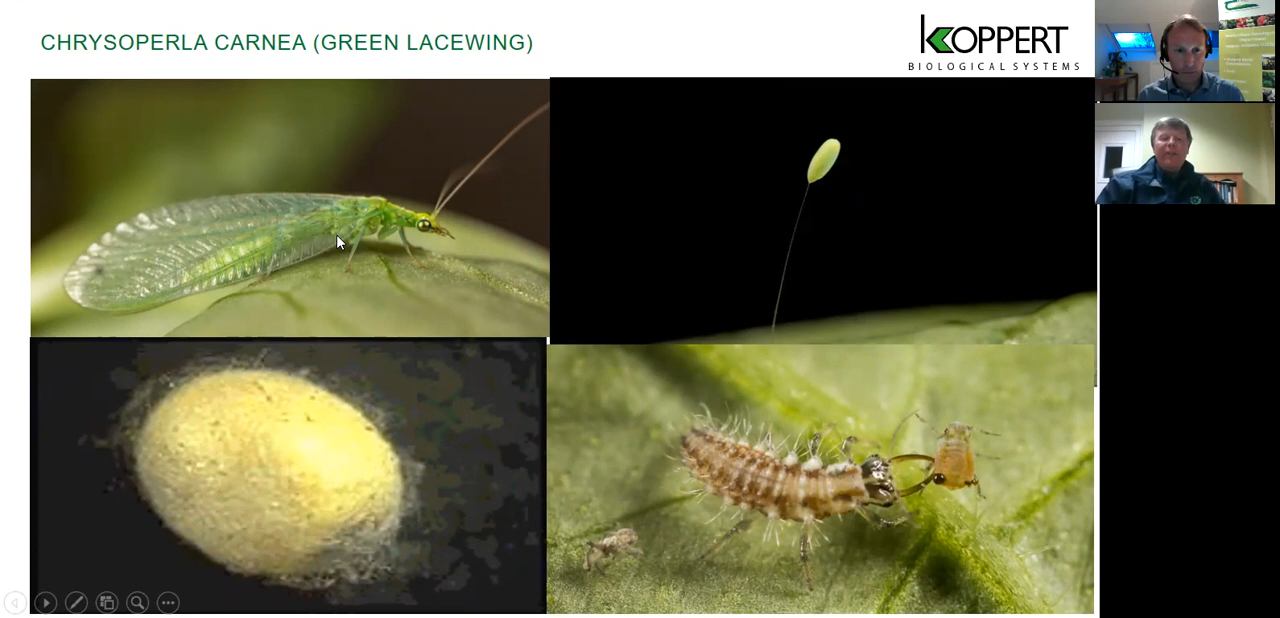 CHRYSOPERLA CARNEA (GREEN LACEWING)
KOPPERT
BIOLOGICAL SYSTEMS